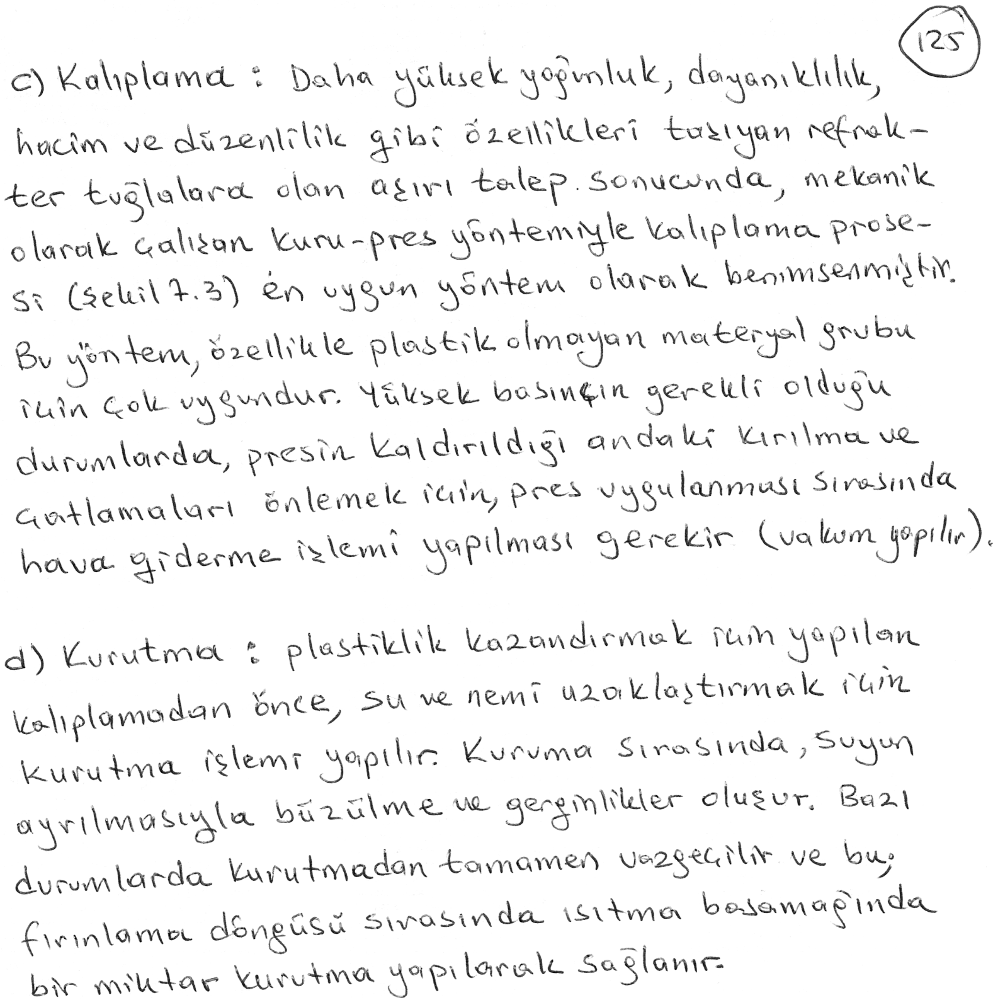 125
c) Kalıplama : Daha yüksek yoğunluk, dayanıklılık,
hacim ve düzenlilik gibi özellikleri taşıyan refrak-
ter tuğlalara olan aşırı talep sonucunda, mekanik
olarak çalışan kuru-pres yöntemiyle kalıplama prose-
si (Şekil 7.3) en uygun yöntem olarak benimsenmiştir.
Bu yöntem, özellikle plastik olmayan materyal grubu
için çok uygundur. Yüksek basınçın gerekli olduğu
durumlarda, presin kaldırıldığı andaki kırılma ve
çatlamaları önlemek için, pres uygulanması sırasında
hava giderme işlemi yapılması gerekir (vakum yapılır).
d) Kurutma : plastiklik kazandırmak için yapılan
kalıplamadan önce, su ve nemi uzaklaştırmak için
kurutma işlemi yapılır. Kuruma sırasında, suyun
ayrılmasıyla büzülme ve gerginlikler oluşur. Bazı
durumlarda kurutmadan tamamen vazgeçilir ve bu;
fırınlama döngüsü sırasında ısıtma basamağında
bir miktar kurutma yapılarak sağlanır.